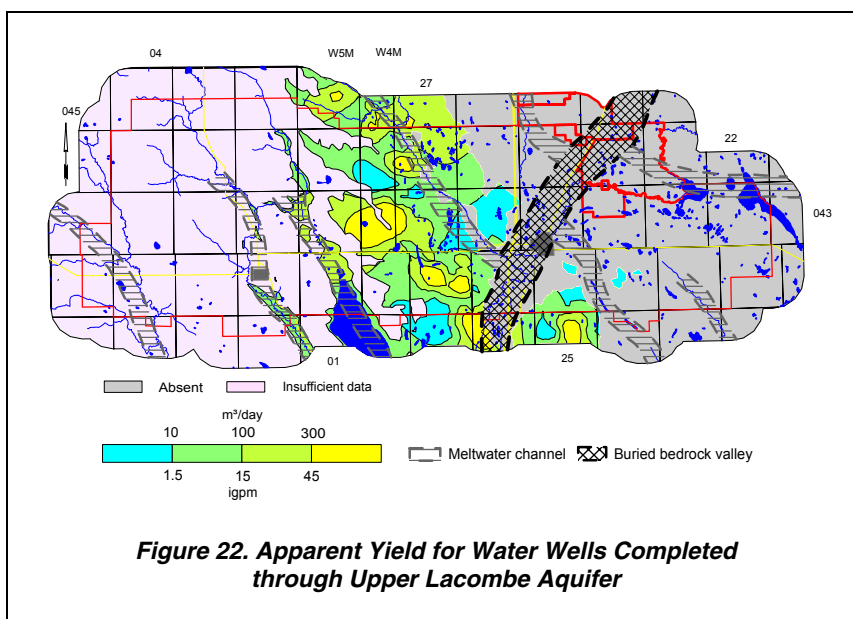 04
W5M W4M
27
045
22
043
01
25
Absent
Insufficient data
m³/day
10 100 300
1.5 15 45
igpm
Meltwater channel
Buried bedrock valley
Figure 22. Apparent Yield for Water Wells Completed
through Upper Lacombe Aquifer